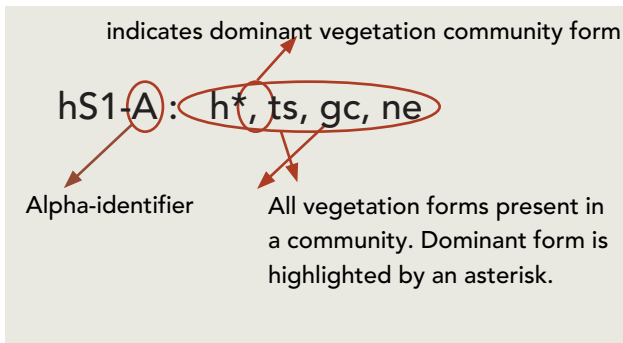 indicates dominant vegetation community form
hS1-A : h*, ts, gc, ne
Alpha-identifier
All vegetation forms present in
a community. Dominant form is
highlighted by an asterisk.